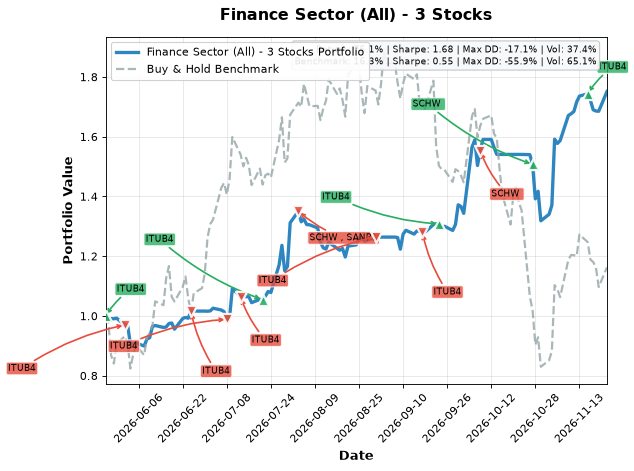 Finance Sector (All) - 3 Stocks
Finance Sector (All) - 3 Stocks Portfolio
Buy & Hold Benchmark
1% | Sharpe: 1.68 | Max DD: -17.1% | Vol: 37.4%
3% | Sharpe: 0.55 | Max DD: -55.9% | Vol: 65.1%
ITUB4
SCHW
ITUB4
SCHW
ITUB4
SCHW , SANB
ITUB4
ITUB4
ITUB4
ITUB4
ITUB4
ITUB4
ITUB4
ITUB4
Portfolio Value
1.8
1.6
1.4
1.2
1.0
0.8
2026-06-06
2026-06-22
2026-07-08
2026-07-24
2026-08-09
2026-08-25
2026-09-10
2026-09-26
2026-10-12
2026-10-28
2026-11-13
Date